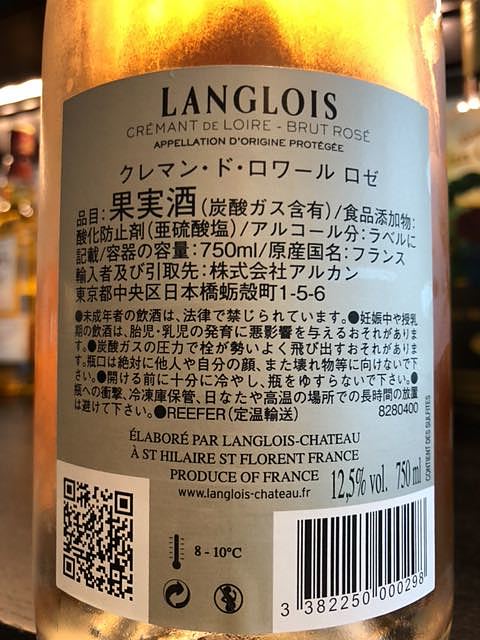 LANGLOIS
CRÉMANT DE LOIRE - BRUT ROSÉ
APPELLATION D'ORIGINE PROTÉGÉE
クレマン・ド・ロワール ロゼ
品目:果実酒(炭酸ガス含有)/食品添加物:
酸化防止剤(亜硫酸塩)/アルコール分:ラベルに
記載/容器の容量:750ml/原産国名:フランス
輸入者及び引取先:株式会社アルカン
東京都中央区日本橋蛎殻町1-5-6
●未成年者の飲酒は、法律で禁じられています。●妊娠中や授乳
期の飲酒は、胎児・乳児の発育に悪影響を与えるおそれがありま
す。●炭酸ガスの圧力で栓が勢いよく飛び出すおそれがありま
す。瓶口は絶対に他人や自分の顔、また壊れ物等に向けないで下
さい。●開ける前に十分に冷やし、瓶をゆすらないで下さい。●
瓶への衝撃、冷凍庫保管、日なたや高温の場所での長時間の放置
は避けて下さい。●REEFER(定温輸送) 8280400
ÉLABORÉ PAR LANGLOIS-CHATEAU
À ST HILAIRE ST FLORENT FRANCE
PRODUCE OF FRANCE
www.langlois-chateau.fr
12,5% vol. 750 ml
CONTIENT DES SULFITES
8 - 10°C
3 382250 000298